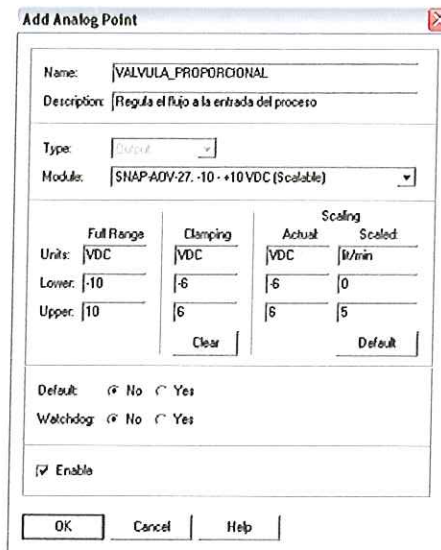 Add Analog Point
Name: VALVULA_PROPORCIONAL
Description: Regula el flujo a la entrada del proceso
Type: Output
Module: SNAP-AOV-27, -10 - +10 VDC (Scalable)
Scaling
Full Range Clamping Actual Scaled:
Units: VDC VDC VDC lit/min
Lower: -10 -6 -6 0
Upper: 10 6 6 5
Clear Default
Default: No Yes
Watchdog: No Yes
Enable
OK Cancel Help